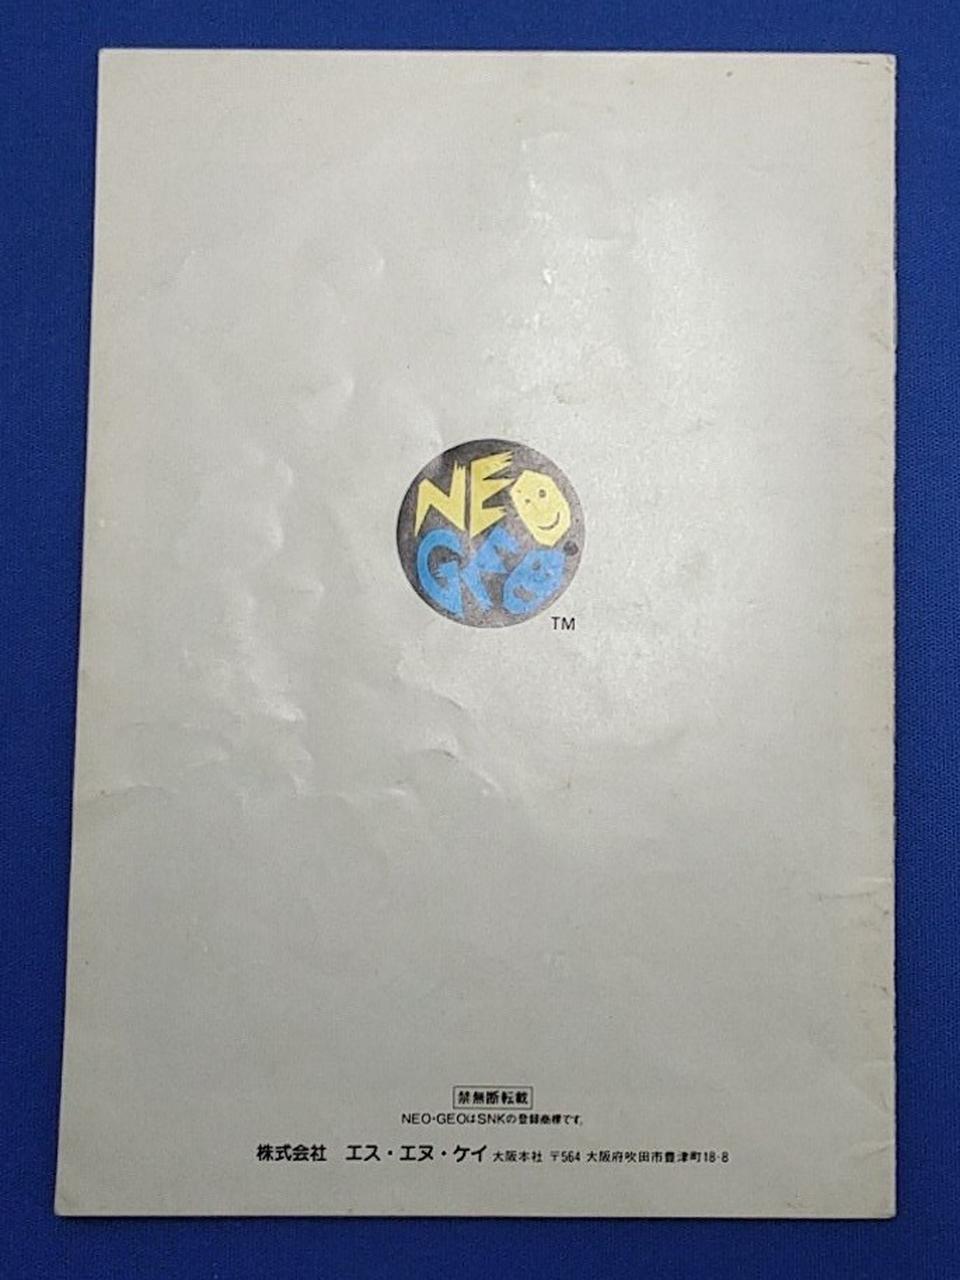 NEO
GEO
TM
禁無断転載
NEO・GEOはSNKの登録商標です。
株式会社 エス・エヌ・ケイ 大阪本社 〒564 大阪府吹田市豊津町18-8